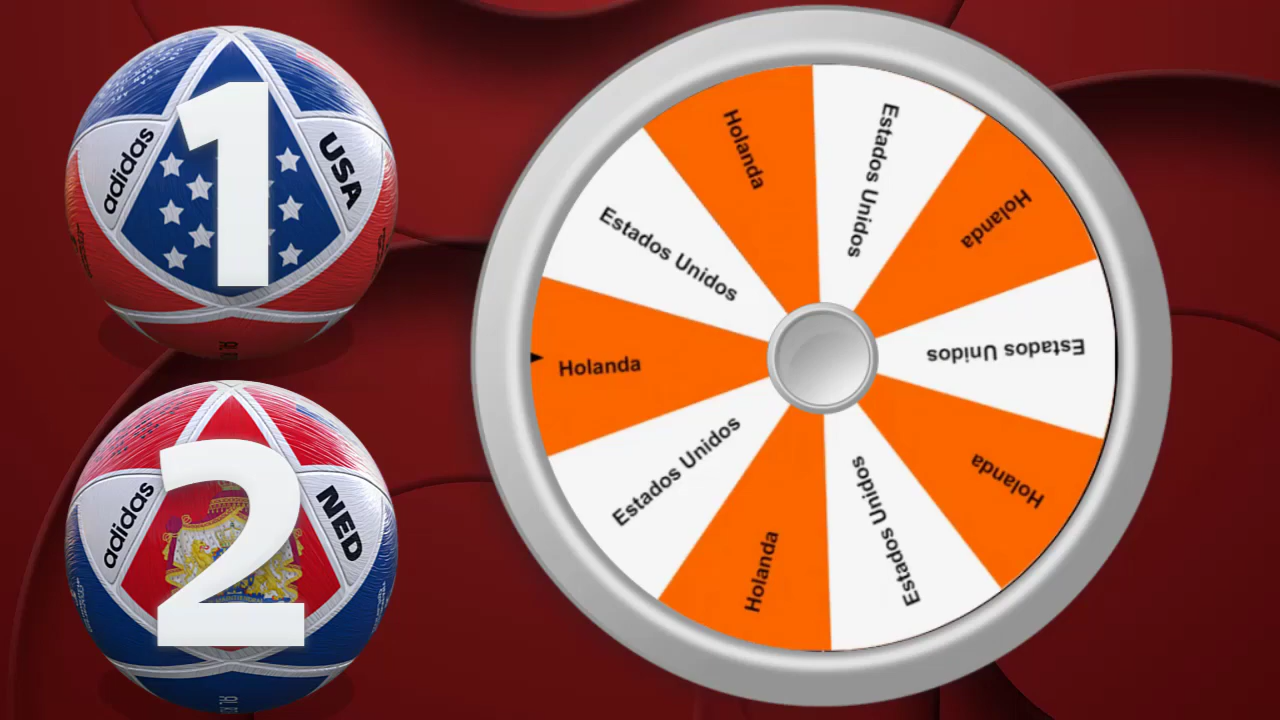 adidas
USA
1
adidas
NED
2
Holanda
Estados Unidos
Holanda
Estados Unidos
Holanda
Estados Unidos
Holanda
Estados Unidos
Holanda
Estados Unidos